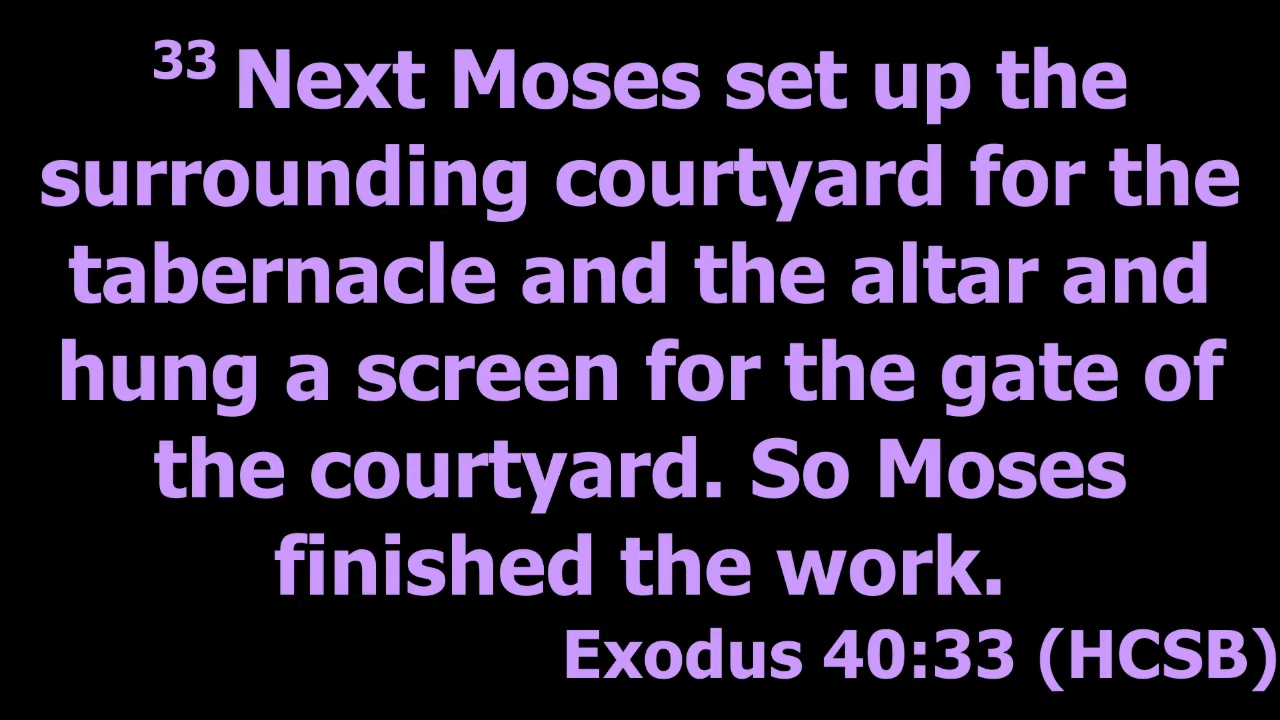 33 Next Moses set up the
surrounding courtyard for the
tabernacle and the altar and
hung a screen for the gate of
the courtyard. So Moses
finished the work.
Exodus 40:33 (HCSB)